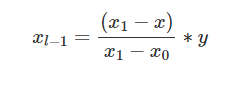 x_{l-1} = \frac{(x_1 - x)}{x_1 - x_0} * y